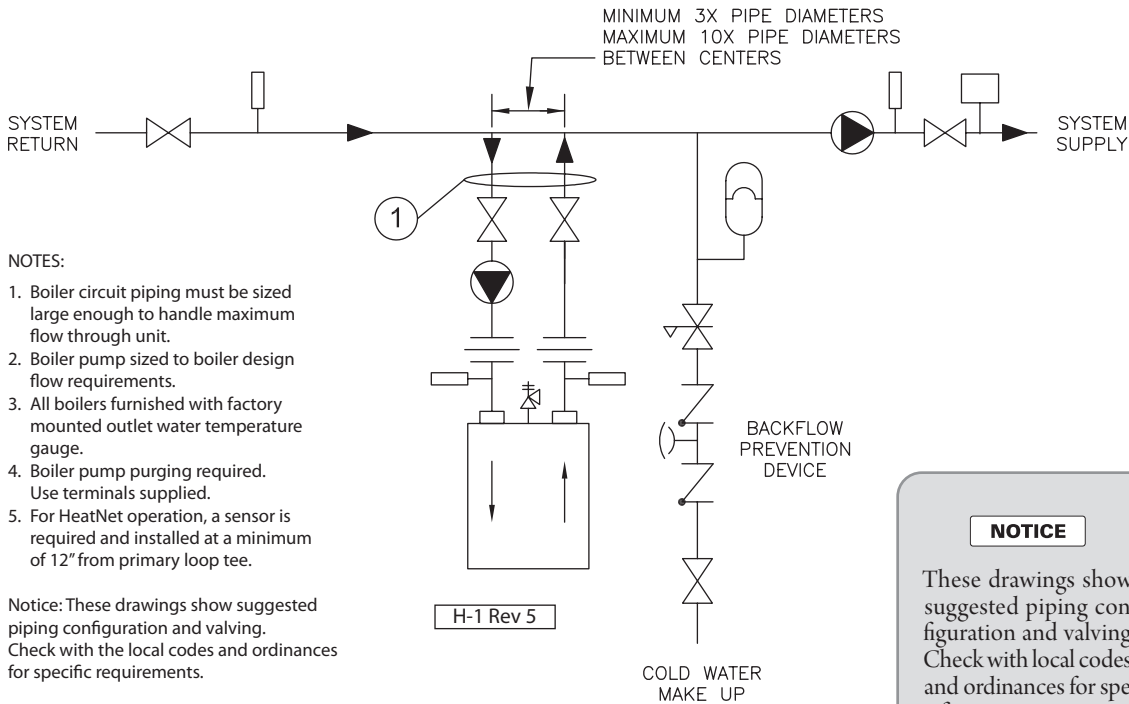 MINIMUM 3X PIPE DIAMETERS
MAXIMUM 10X PIPE DIAMETERS
BETWEEN CENTERS
SYSTEM
RETURN
SYSTEM
SUPPLY
1
NOTES:
1. Boiler circuit piping must be sized
large enough to handle maximum
flow through unit.
2. Boiler pump sized to boiler design
flow requirements.
3. All boilers furnished with factory
mounted outlet water temperature
gauge.
4. Boiler pump purging required.
Use terminals supplied.
5. For HeatNet operation, a sensor is
required and installed at a minimum
of 12" from primary loop tee.
Notice: These drawings show suggested
piping configuration and valving.
Check with the local codes and ordinances
for specific requirements.
H-1 Rev 5
BACKFLOW
PREVENTION
DEVICE
COLD WATER
MAKE UP
NOTICE
These drawings show
suggested piping con
figuration and valving
Check with local codes
and ordinances for spe